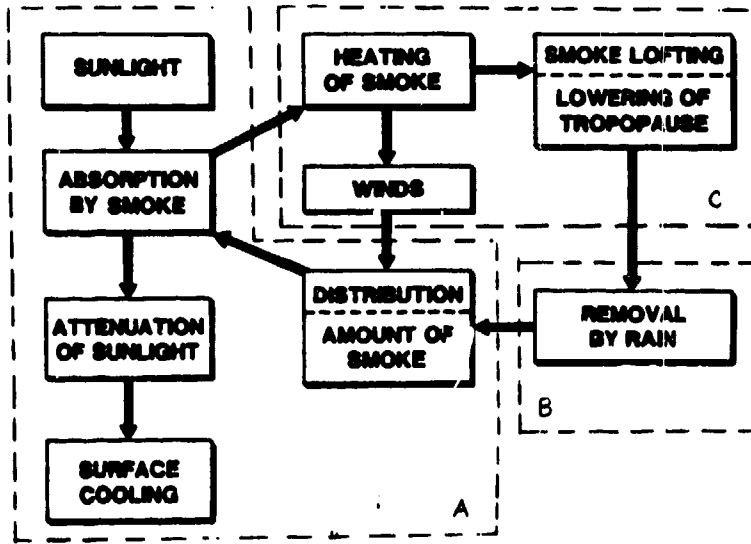 SUNLIGHT
ABSORPTION
BY SMOKE
ATTENUATION
OF SUNLIGHT
SURFACE
COOLING
HEATING
OF SMOKE
WINDS
DISTRIBUTION
AMOUNT OF
SMOKE
SMOKE LOFTING
LOWERING OF
TROPOPAUSE
REMOVAL
BY RAIN
C
B
A